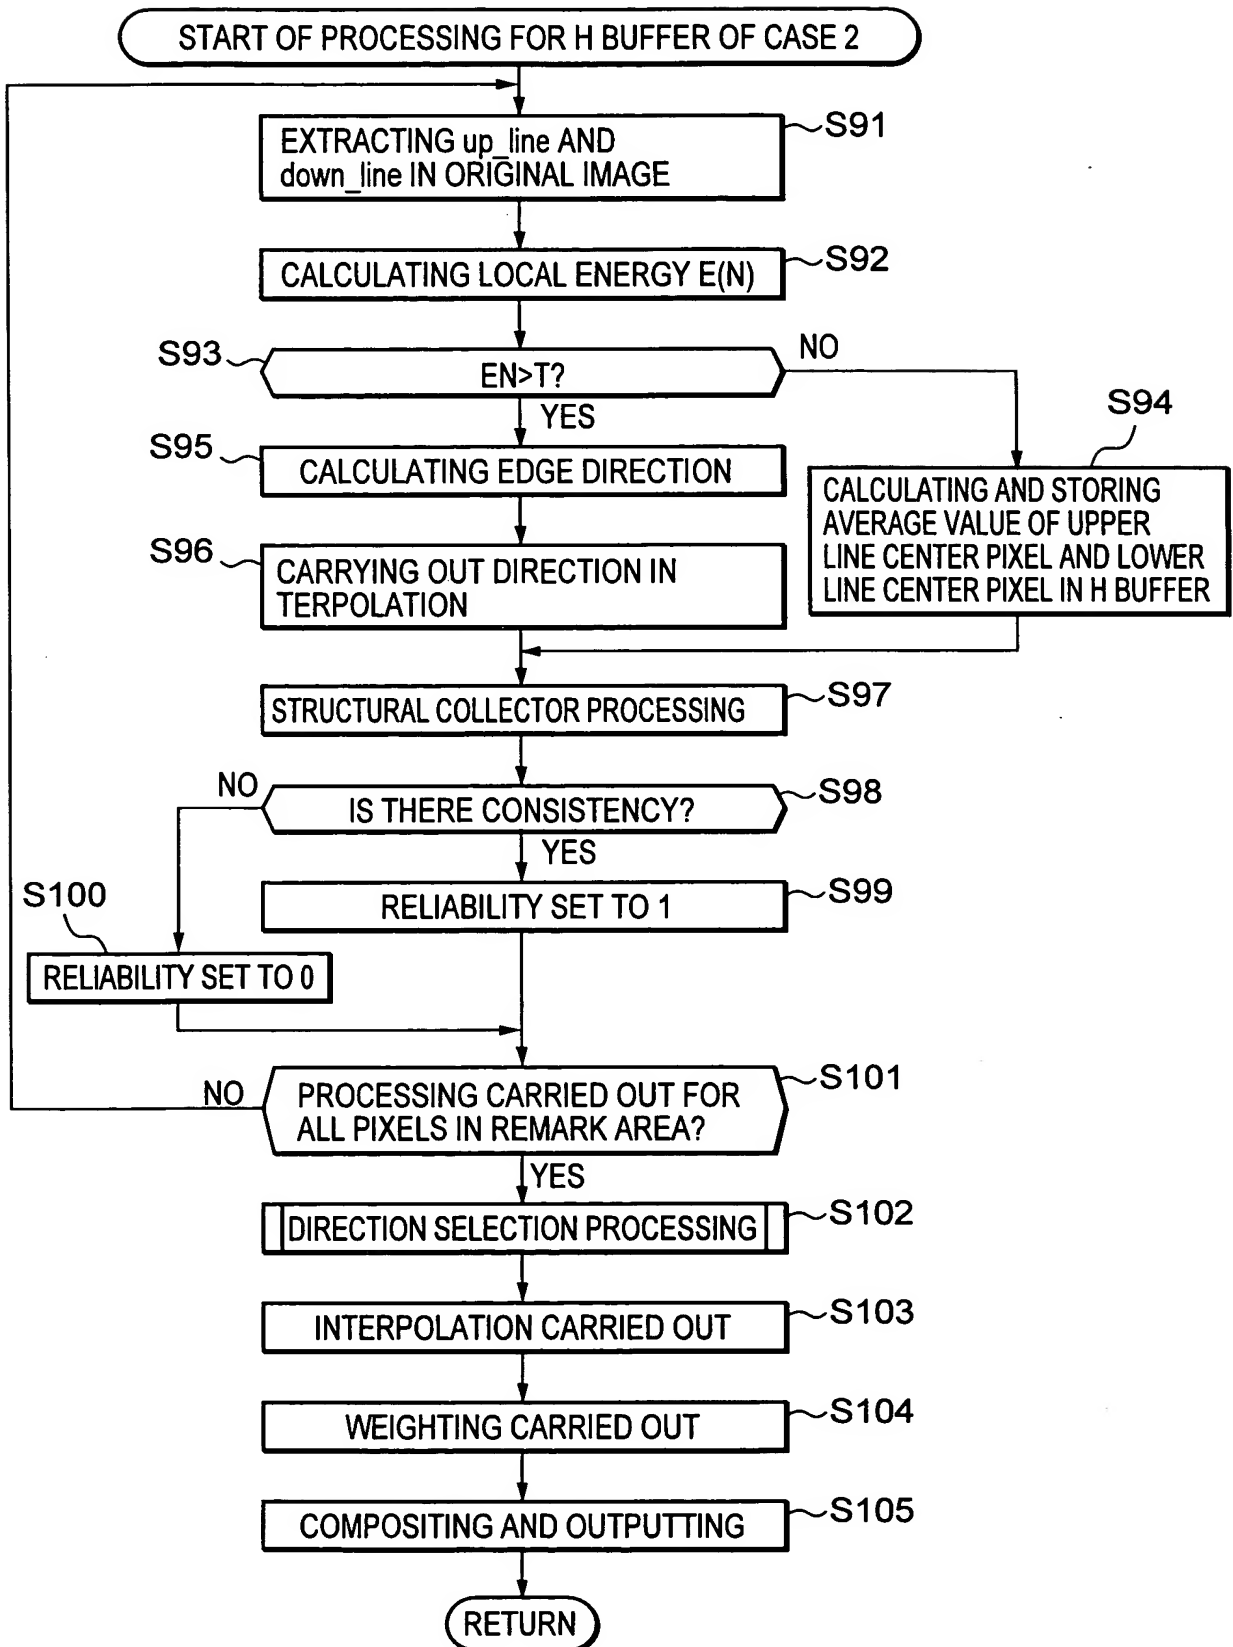 START OF PROCESSING FOR H BUFFER OF CASE 2
EXTRACTING up_line AND
down_line IN ORIGINAL IMAGE
S91
CALCULATING LOCAL ENERGY E(N)
S92
S93
EN>T?
NO
YES
S94
S95
CALCULATING EDGE DIRECTION
CALCULATING AND STORING
AVERAGE VALUE OF UPPER
LINE CENTER PIXEL AND LOWER
LINE CENTER PIXEL IN H BUFFER
S96
CARRYING OUT DIRECTION IN
TERPOLATION
STRUCTURAL COLLECTOR PROCESSING
S97
NO
IS THERE CONSISTENCY?
S98
YES
S100
RELIABILITY SET TO 1
S99
RELIABILITY SET TO 0
NO
PROCESSING CARRIED OUT FOR
ALL PIXELS IN REMARK AREA?
S101
YES
DIRECTION SELECTION PROCESSING
S102
INTERPOLATION CARRIED OUT
S103
WEIGHTING CARRIED OUT
S104
COMPOSITING AND OUTPUTTING
S105
RETURN